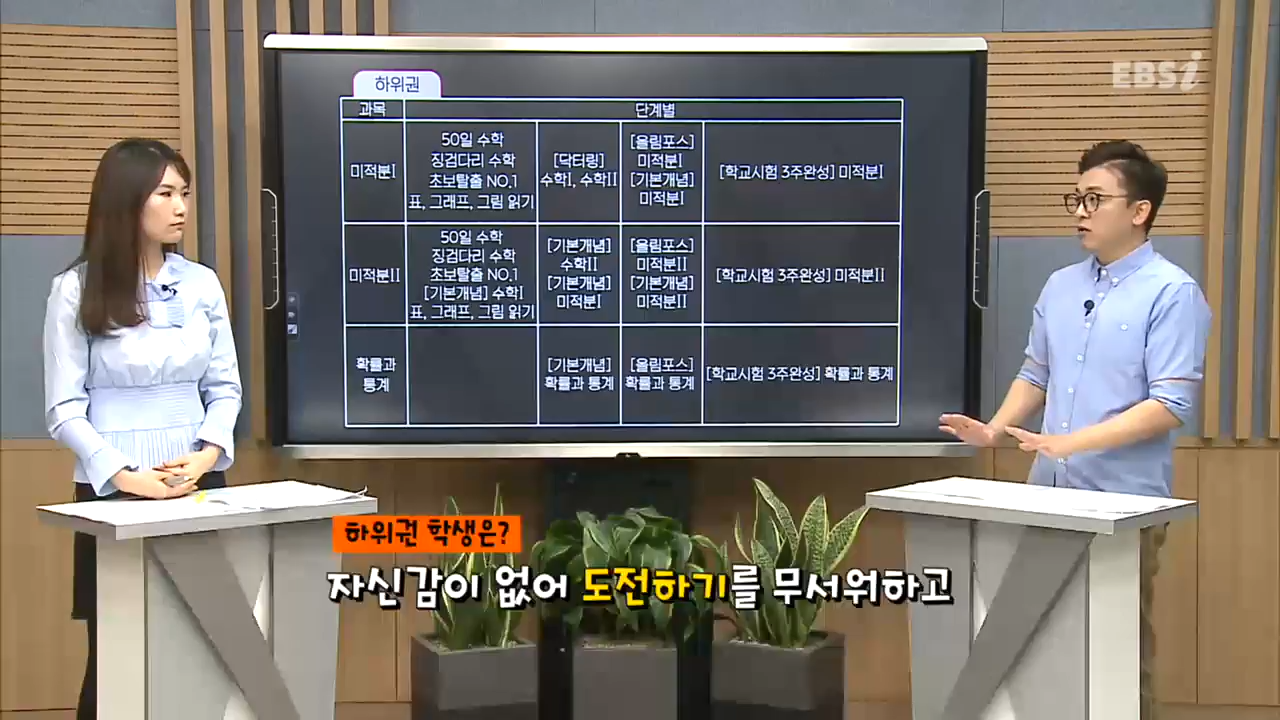 EBSi
하위권
과목 단계별
미적분I
50일 수학
징검다리 수학
초보탈출 NO.1
표, 그래프, 그림 읽기
[닥터링]
수학I, 수학II
[올림포스]
미적분I
[기본개념]
미적분I
[학교시험 3주완성] 미적분I
미적분II
50일 수학
징검다리 수학
초보탈출 NO.1
[기본개념] 수학I
표, 그래프, 그림 읽기
[기본개념]
수학II
[기본개념]
미적분I
[올림포스]
미적분II
[기본개념]
미적분II
[학교시험 3주완성] 미적분II
확률과
통계
[기본개념]
확률과 통계
[올림포스]
확률과 통계
[학교시험 3주완성] 확률과 통계
하위권 학생은?
자신감이 없어 도전하기를 무서워하고